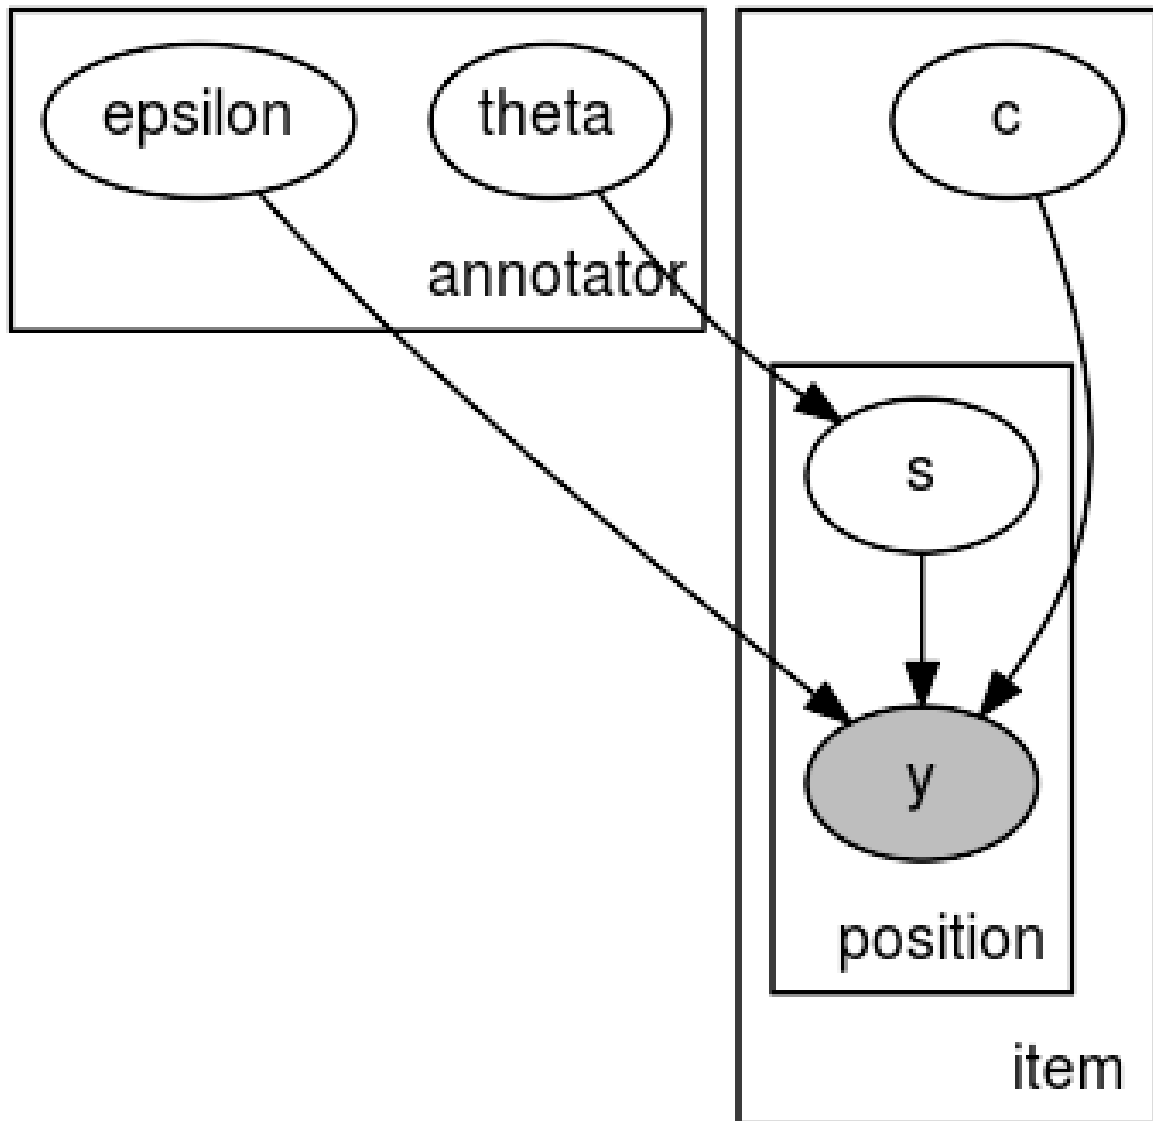 epsilon
theta
c
annotator
s
y
position
item